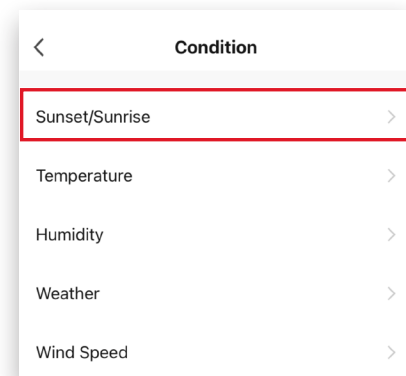 Condition
Sunset/Sunrise
Temperature
Humidity
Weather
Wind Speed